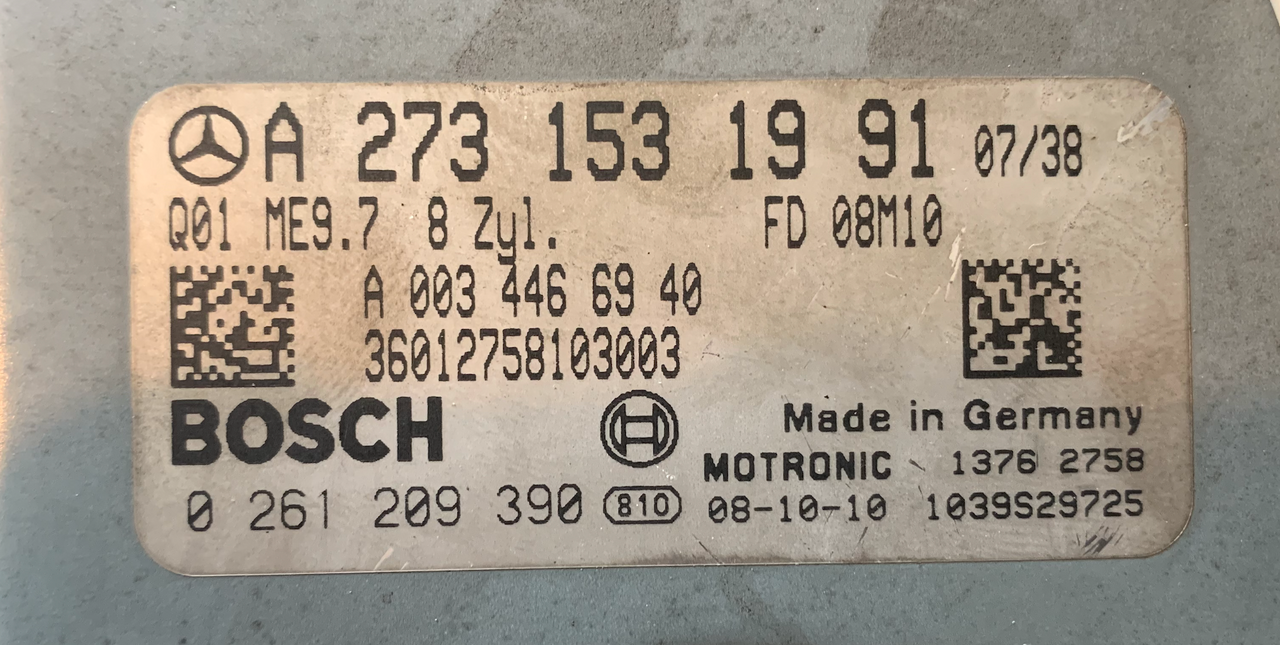 A 273 153 19 91 07/38
Q01 ME9.7 8 Zyl. FD 08M10
A 003 446 69 40
36012758103003
BOSCH
Made in Germany
MOTRONIC 1376 2758
0 261 209 390 810 08-10-10 1039S29725